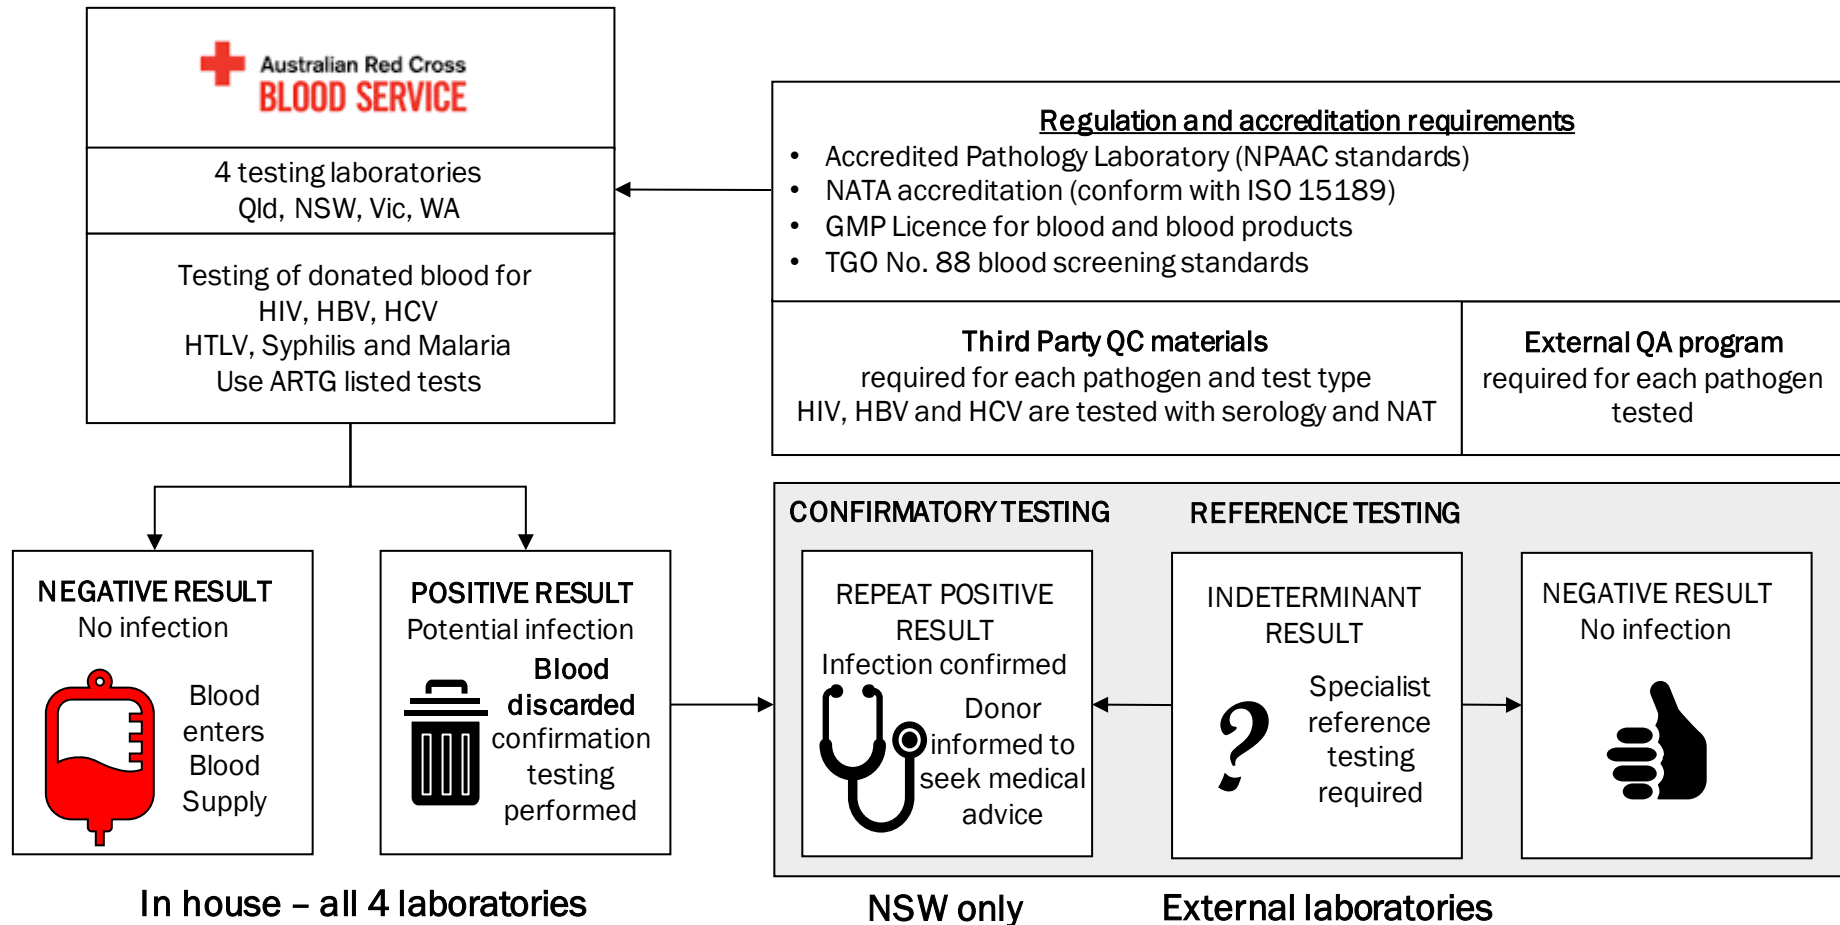 Australian Red Cross
BLOOD SERVICE
4 testing laboratories
Qld, NSW, Vic, WA
Testing of donated blood for
HIV, HBV, HCV
HTLV, Syphilis and Malaria
Use ARTG listed tests
Regulation and accreditation requirements
• Accredited Pathology Laboratory (NPAAC standards)
• NATA accreditation (conform with ISO 15189)
• GMP Licence for blood and blood products
• TGO No. 88 blood screening standards
Third Party QC materials
required for each pathogen and test type
HIV, HBV and HCV are tested with serology and NAT
External QA program
required for each pathogen
tested
NEGATIVE RESULT
No infection
Blood
enters
Blood
Supply
POSITIVE RESULT
Potential infection
Blood
discarded
confirmation
testing
performed
CONFIRMATORY TESTING
REPEAT POSITIVE
RESULT
Infection confirmed
Donor
informed to
seek medical
advice
REFERENCE TESTING
INDETERMINANT
RESULT
?
Specialist
reference
testing
required
NEGATIVE RESULT
No infection
In house – all 4 laboratories
NSW only
External laboratories